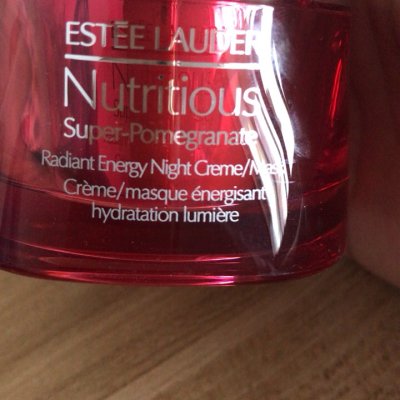 ESTĒE LAUDER
Nutritious
Super-Pomegranate
Radiant Energy Night Creme/Mask
Crème/masque énergisant
hydratation lumière